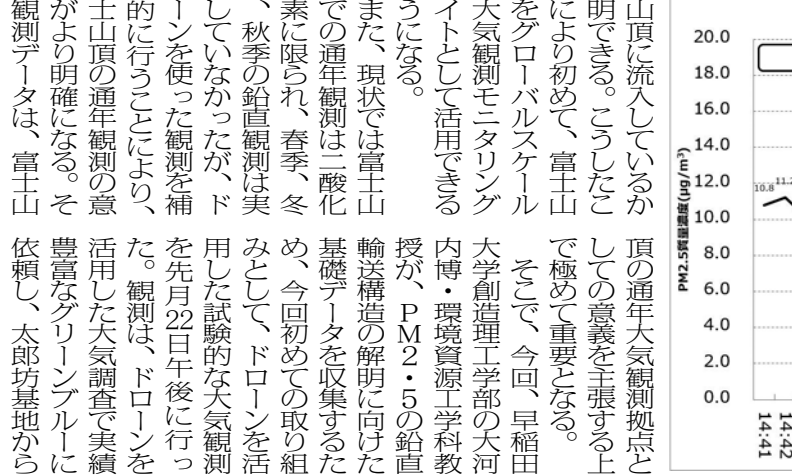 山頂に流入しているか
明できる。こうしたこ
により初めて、富士山
をグローバルスケール
大気観測モニタリング
イトとして活用できる
うになる。
また、現状では富士山
での通年観測は二酸化
素に限られ、春季、冬
、秋季の鉛直観測は実
していなかったが、ド
ーンを使った観測を補
的に行うことにより、
士山頂の通年観測の意
がより明確になる。そ
観測データは、富士山
頂の通年大気観測拠点と
しての意義を主張する上
で極めて重要となる。
そこで、今回、早稲田
大学創造理工学部の大河
内博・環境資源工学科教
授が、PM2・5の鉛直
輸送構造の解明に向けた
基礎データを収集するた
め、今回初めての取り組
みとして、ドローンを活
用した試験的な大気観測
を先月22日午後に行っ
た。観測は、ドローンを
活用した大気調査で実績
豊富なグリーンブルーに
依頼し、太郎坊基地から
PM2.5質量濃度(μg/m³)
20.0
18.0
16.0
14.0
12.0
10.0
8.0
6.0
4.0
2.0
0.0
10.8
14:41
14:42